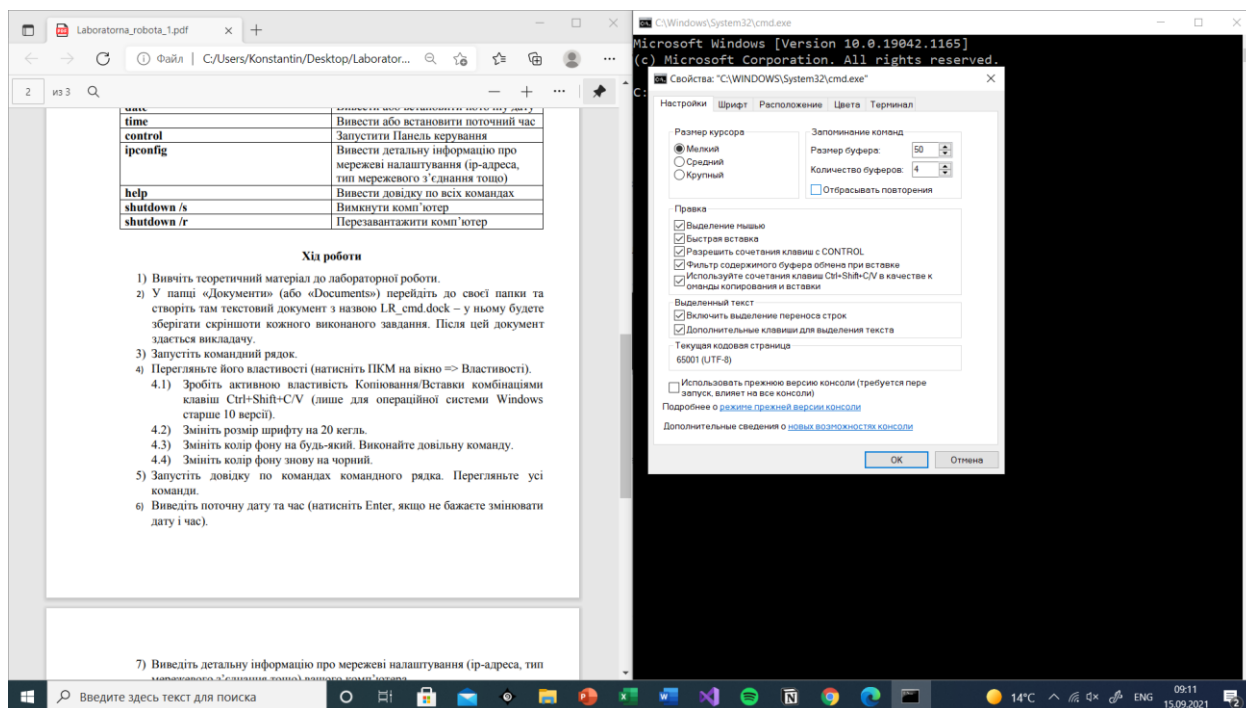 Laboratorna_robota_1.pdf
Файл
C:/Users/Konstantin/Desktop/Laborator...
2
из 3
date
time
Вивести або встановити поточний час
control
Запустити Панель керування
ipconfig
Вивести детальну інформацію про
мережеві налаштування (ір-адреса,
тип мережевого з’єднання тощо)
help
Вивести довідку по всіх командах
shutdown /s
Вимкнути комп’ютер
shutdown /r
Перезавантажити комп’ютер
Хід роботи
1) Вивчіть теоретичний матеріал до лабораторної роботи.
2) У папці «Документи» (або «Documents») перейдіть до своєї папки та
створіть там текстовий документ з назвою LR_cmd.dock – у ньому будете
зберігати скріншоти кожного виконаного завдання. Після цей документ
здається викладачу.
3) Запустіть командний рядок.
4) Перегляньте його властивості (натисніть ПКМ на вікно => Властивості).
4.1) Зробіть активною властивість Копіювання/Вставки комбінаціями
клавіш Ctrl+Shift+C/V (лише для операційної системи Windows
старше 10 версії).
4.2) Змініть розмір шрифту на 20 кегль.
4.3) Змініть колір фону на будь-який. Виконайте довільну команду.
4.4) Змініть колір фону знову на чорний.
5) Запустіть довідку по командах командного рядка. Перегляньте усі
команди.
6) Виведіть поточну дату та час (натисніть Enter, якщо не бажаєте змінювати
дату і час).
7) Виведіть детальну інформацію про мережеві налаштування (ір-адреса, тип
мережевого з’єднання тощо) вашого комп’ютера
C:\Windows\System32\cmd.exe
Microsoft Windows [Version 10.0.19042.1165]
(c) Microsoft Corporation. All rights reserved.
C:
Свойства: "C:\WINDOWS\System32\cmd.exe"
Настройки Шрифт Расположение Цвета Терминал
Размер курсора
Мелкий
Средний
Крупный
Запоминание команд
Размер буфера: 50
Количество буферов: 4
Отбрасывать повторения
Правка
Выделение мышью
Быстрая вставка
Разрешить сочетания клавиш с CONTROL
Фильтр содержимого буфера обмена при вставке
Используйте сочетания клавиш Ctrl+Shift+C/V в качестве к
оманды копирования и вставки
Выделенный текст
Включить выделение переноса строк
Дополнительные клавиши для выделения текста
Текущая кодовая страница
65001 (UTF-8)
Использовать прежнюю версию консоли (требуется пере
запуск, влияет на все консоли)
Подробнее о режиме прежней версии консоли
Дополнительные сведения о новых возможностях консоли
ОК
Отмена
Введите здесь текст для поиска
14°C
ENG
09:11
15.09.2021
2